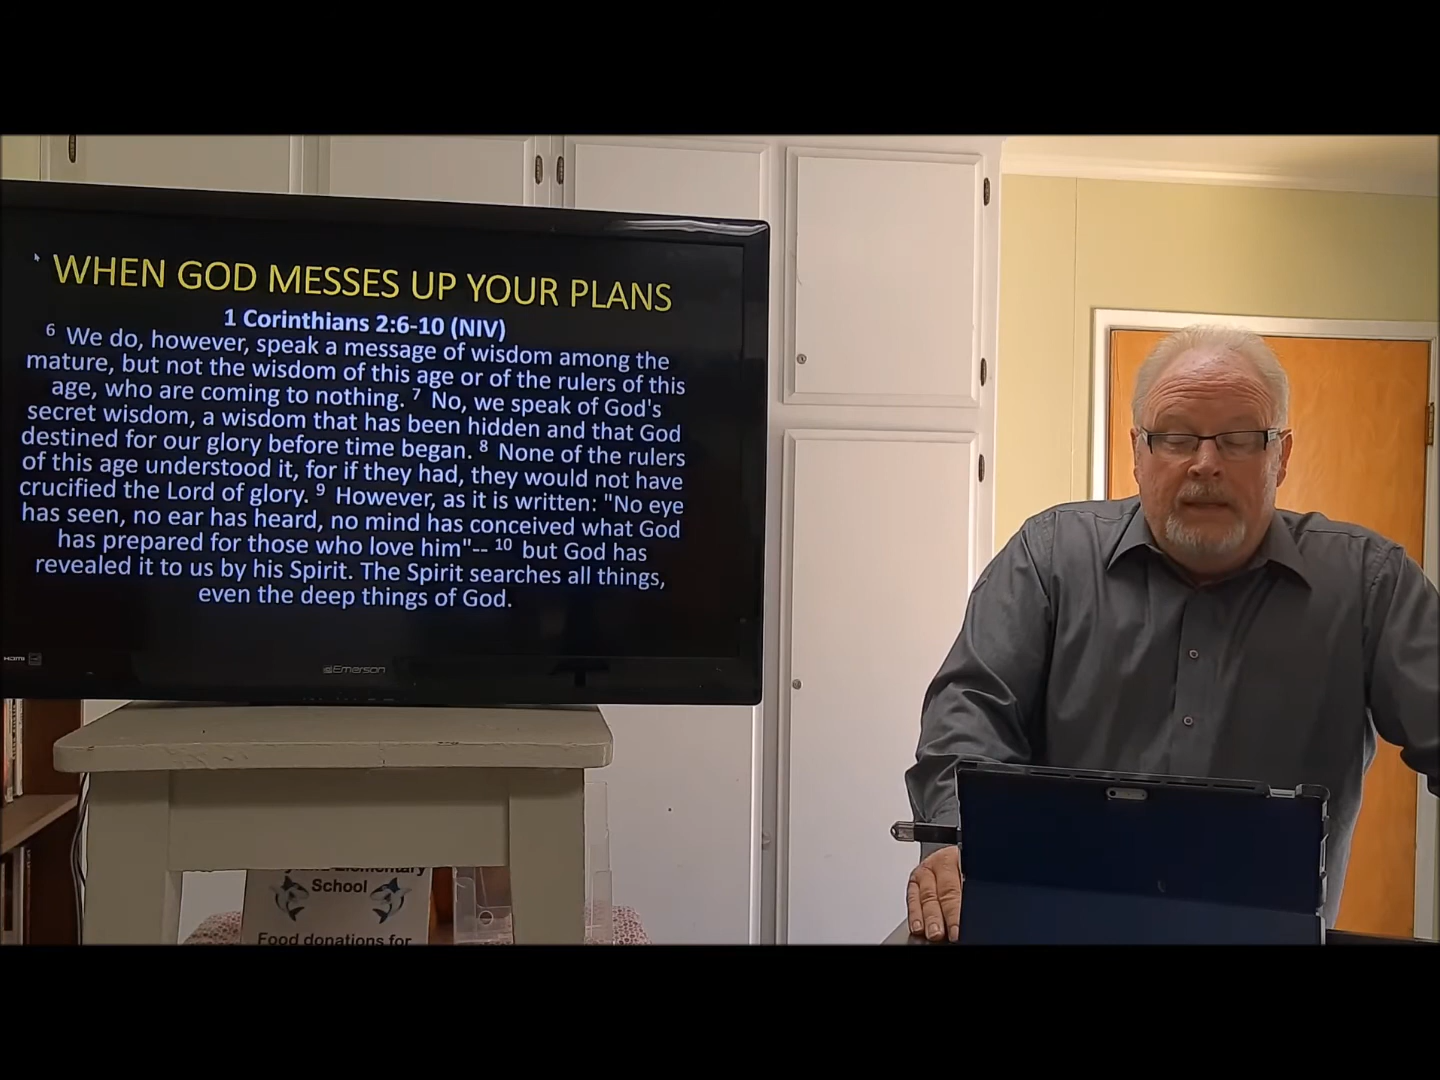 WHEN GOD MESSES UP YOUR PLANS
1 Corinthians 2:6-10 (NIV)
6 We do, however, speak a message of wisdom among the
mature, but not the wisdom of this age or of the rulers of this
age, who are coming to nothing. 7 No, we speak of God's
secret wisdom, a wisdom that has been hidden and that God
destined for our glory before time began. 8 None of the rulers
of this age understood it, for if they had, they would not have
crucified the Lord of glory. 9 However, as it is written: "No eye
has seen, no ear has heard, no mind has conceived what God
has prepared for those who love him"-- 10 but God has
revealed it to us by his Spirit. The Spirit searches all things,
even the deep things of God.
HDMI
Emerson
Elementary
School
Food donations for